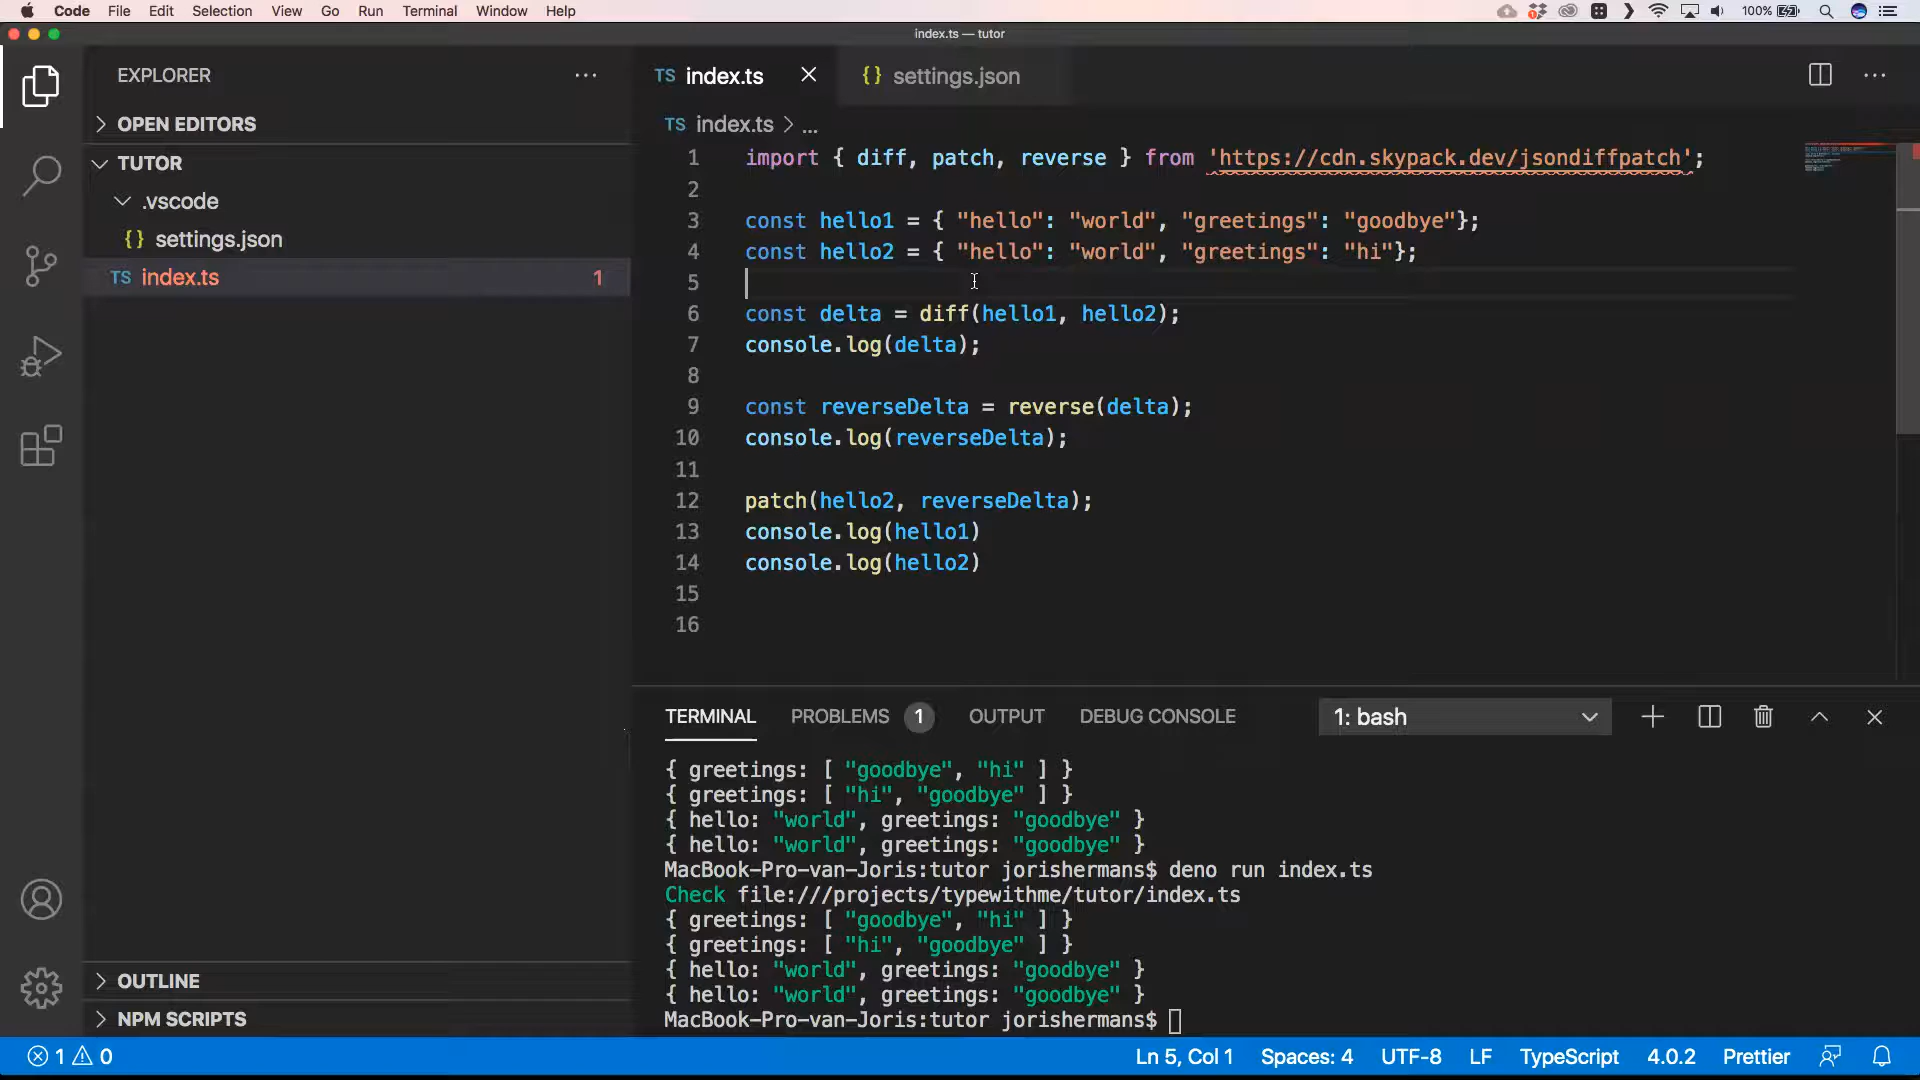 Code File Edit Selection View Go Run Terminal Window Help 100%
index.ts — tutor
EXPLORER
OPEN EDITORS
TUTOR
.vscode
{} settings.json
TS index.ts 1
OUTLINE
NPM SCRIPTS
TS index.ts {} settings.json
TS index.ts > ...
1 import { diff, patch, reverse } from 'https://cdn.skypack.dev/jsondiffpatch';
2
3 const hello1 = { "hello": "world", "greetings": "goodbye"};
4 const hello2 = { "hello": "world", "greetings": "hi"};
5
6 const delta = diff(hello1, hello2);
7 console.log(delta);
8
9 const reverseDelta = reverse(delta);
10 console.log(reverseDelta);
11
12 patch(hello2, reverseDelta);
13 console.log(hello1)
14 console.log(hello2)
15
16
TERMINAL PROBLEMS 1 OUTPUT DEBUG CONSOLE 1: bash
{ greetings: [ "goodbye", "hi" ] }
{ greetings: [ "hi", "goodbye" ] }
{ hello: "world", greetings: "goodbye" }
{ hello: "world", greetings: "goodbye" }
MacBook-Pro-van-Joris:tutor jorishermans$ deno run index.ts
Check file:///projects/typewithme/tutor/index.ts
{ greetings: [ "goodbye", "hi" ] }
{ greetings: [ "hi", "goodbye" ] }
{ hello: "world", greetings: "goodbye" }
{ hello: "world", greetings: "goodbye" }
MacBook-Pro-van-Joris:tutor jorishermans$
1 0 Ln 5, Col 1 Spaces: 4 UTF-8 LF TypeScript 4.0.2 Prettier